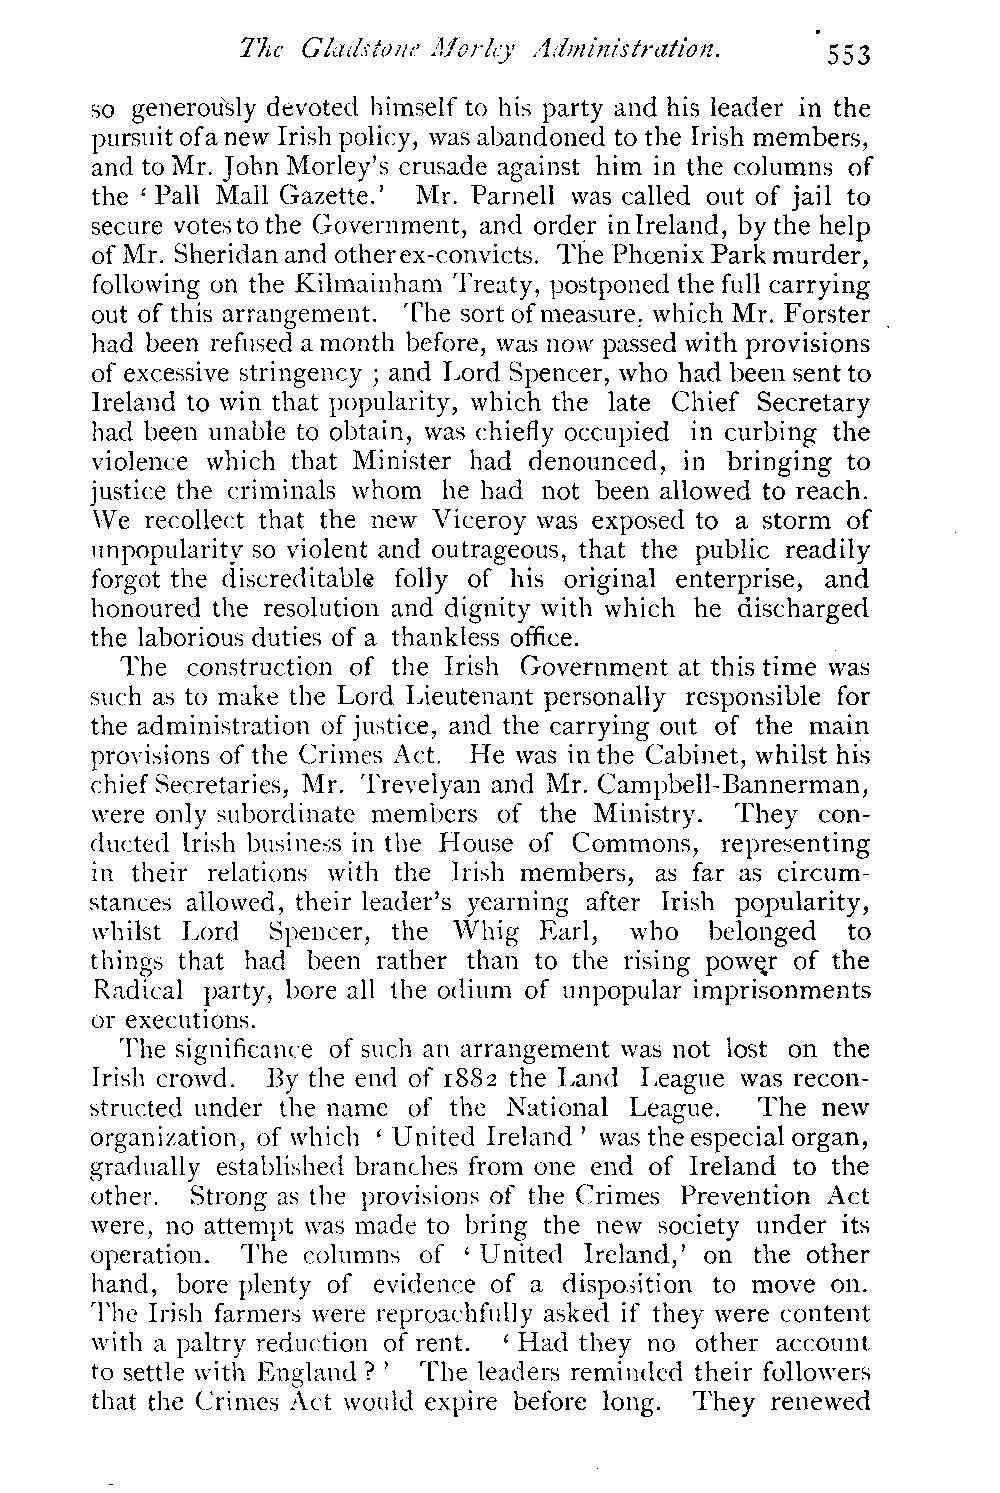 The Gladstone Morley Administration. 553
so generously devoted himself to his party and his leader in the
pursuit of a new Irish policy, was abandoned to the Irish members,
and to Mr. John Morley's crusade against him in the columns of
the ‘ Pall Mall Gazette.’ Mr. Parnell was called out of jail to
secure votes to the Government, and order in Ireland, by the help
of Mr. Sheridan and other ex-convicts. The Phœnix Park murder,
following on the Kilmainham Treaty, postponed the full carrying
out of this arrangement. The sort of measure, which Mr. Forster
had been refused a month before, was now passed with provisions
of excessive stringency ; and Lord Spencer, who had been sent to
Ireland to win that popularity, which the late Chief Secretary
had been unable to obtain, was chiefly occupied in curbing the
violence which that Minister had denounced, in bringing to
justice the criminals whom he had not been allowed to reach.
We recollect that the new Viceroy was exposed to a storm of
unpopularity so violent and outrageous, that the public readily
forgot the discreditable folly of his original enterprise, and
honoured the resolution and dignity with which he discharged
the laborious duties of a thankless office.
The construction of the Irish Government at this time was
such as to make the Lord Lieutenant personally responsible for
the administration of justice, and the carrying out of the main
provisions of the Crimes Act. He was in the Cabinet, whilst his
chief Secretaries, Mr. Trevelyan and Mr. Campbell-Bannerman,
were only subordinate members of the Ministry. They con-
ducted Irish business in the House of Commons, representing
in their relations with the Irish members, as far as circum-
stances allowed, their leader's yearning after Irish popularity,
whilst Lord Spencer, the Whig Earl, who belonged to
things that had been rather than to the rising power of the
Radical party, bore all the odium of unpopular imprisonments
or executions.
The significance of such an arrangement was not lost on the
Irish crowd. By the end of 1882 the Land League was recon-
structed under the name of the National League. The new
organization, of which ‘ United Ireland ’ was the especial organ,
gradually established branches from one end of Ireland to the
other. Strong as the provisions of the Crimes Prevention Act
were, no attempt was made to bring the new society under its
operation. The columns of ‘ United Ireland,’ on the other
hand, bore plenty of evidence of a disposition to move on.
The Irish farmers were reproachfully asked if they were content
with a paltry reduction of rent. ‘ Had they no other account
to settle with England ? ’ The leaders reminded their followers
that the Crimes Act would expire before long. They renewed